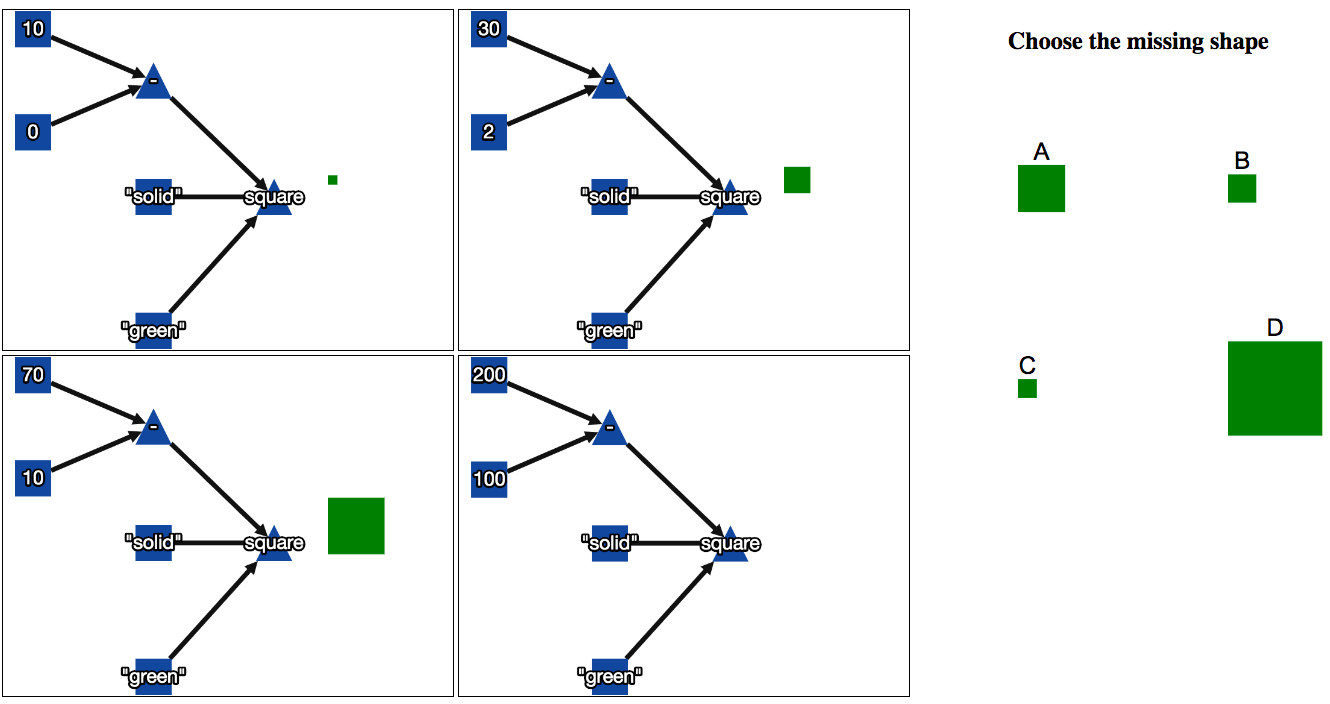 10
-
0
"solid"
square
"green"
30
-
2
"solid"
square
"green"
70
-
10
"solid"
square
"green"
200
-
100
"solid"
square
"green"
Choose the missing shape
A
B
C
D